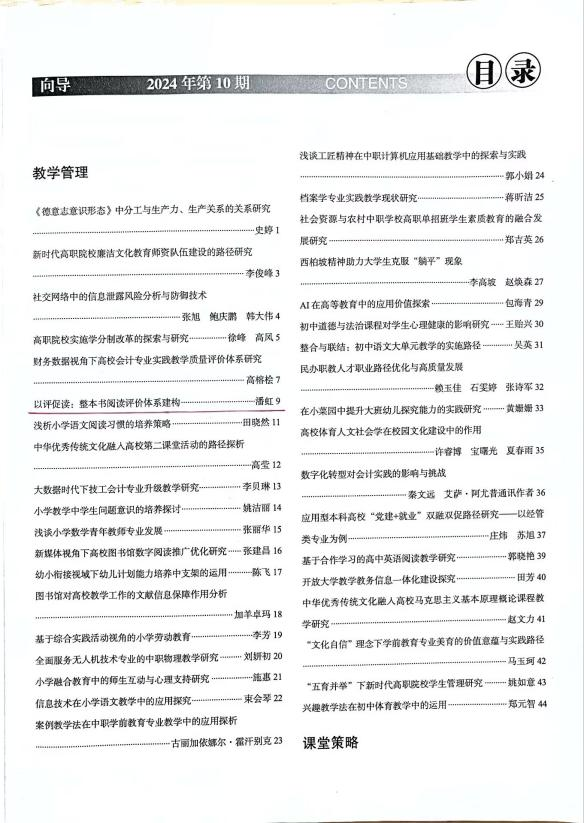 向导
2024 年第 10 期
CONTENTS
目录
教学管理
《德意志意识形态》中分工与生产力、生产关系的关系研究
史婷 1
新时代高职院校廉洁文化教育师资队伍建设的路径研究
李俊峰 3
社交网络中的信息泄露风险分析与防御技术
张旭 鲍庆鹏 韩大伟 4
高职院校实施学分制改革的探索与研究 徐峰 高风 5
财务数据视角下高校会计专业实践教学质量评价体系研究
高榕桧 7
以评促读：整本书阅读评价体系建构 潘虹 9
浅析小学语文阅读习惯的培养策略 田晓然 11
中华优秀传统文化融入高校第二课堂活动的路径探析
高莹 12
大数据时代下技工会计专业升级教学研究 李贝琳 13
小学教学中学生问题意识的培养探讨 姚洁丽 14
浅谈小学数学青年教师专业发展 张丽华 15
新媒体视角下高校图书馆数字阅读推广优化研究 张建昌 16
幼小衔接视域下幼儿计划能力培养中支架的运用 陈飞 17
图书馆对高校教学工作的文献信息保障作用分析
加羊卓玛 18
基于综合实践活动视角的小学劳动教育 李芳 19
全面服务无人机技术专业的中职物理教学研究 刘妍初 20
小学融合教育中的师生互动与心理支持研究 施惠 21
信息技术在小学语文教学中的应用探究 束会琴 22
案例教学法在中职学前教育专业教学中的应用探析
古丽加依娜尔·霍汗别克 23
浅谈工匠精神在中职计算机应用基础教学中的探索与实践
郭小娟 24
档案学专业实践教学现状研究 蒋昕洁 25
社会资源与农村中职学校高职单招班学生素质教育的融合发
展研究 郑吉英 26
西柏坡精神助力大学生克服“躺平”现象
李高坡 赵焕森 27
AI 在高等教育中的应用价值探索 包海青 29
初中道德与法治课程对学生心理健康的影响研究 王贻兴 30
整合与联结：初中语文大单元教学的实施路径 吴英 31
民办职教人才职业路径优化与高质量发展
赖玉佳 石雯婷 张诗军 32
在小菜园中提升大班幼儿探究能力的实践研究 黄姗姗 33
高校体育人文社会学在校园文化建设中的作用
许睿博 宝曙光 夏春雨 35
数字化转型对会计实践的影响与挑战
秦文远 艾萨·阿尤普通讯作者 36
应用型本科高校“党建+就业”双融双促路径研究——以经管
类专业为例 庄炜 苏旭 37
基于合作学习的高中英语阅读教学研究 郭晓艳 39
开放大学教学教务信息一体化建设探究 田芳 40
中华优秀传统文化融入高校马克思主义基本原理概论课程教
学研究 赵文力 41
“文化自信”理念下学前教育专业美育的价值意蕴与实践路径
马玉珂 42
“五育并举”下新时代高职院校学生管理研究 姚如意 43
兴趣教学法在初中体育教学中的运用 郑元智 44
课堂策略